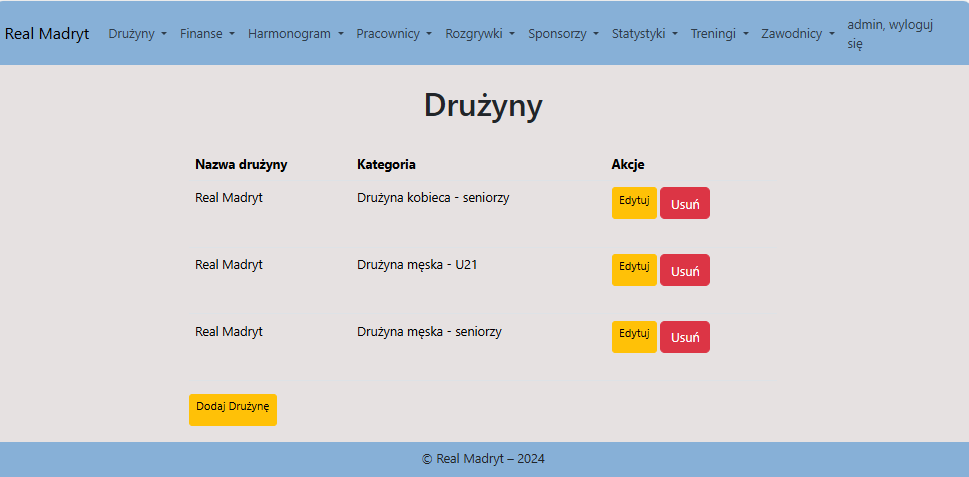 Real Madryt Drużyny Finanse Harmonogram Pracownicy Rozgrywki Sponsorzy Statystyki Treningi Zawodnicy admin, wyloguj
się
Drużyny
Nazwa drużyny Kategoria Akcje
Real Madryt Drużyna kobieca - seniorzy Edytuj Usuń
Real Madryt Drużyna męska - U21 Edytuj Usuń
Real Madryt Drużyna męska - seniorzy Edytuj Usuń
Dodaj Drużynę
© Real Madryt – 2024